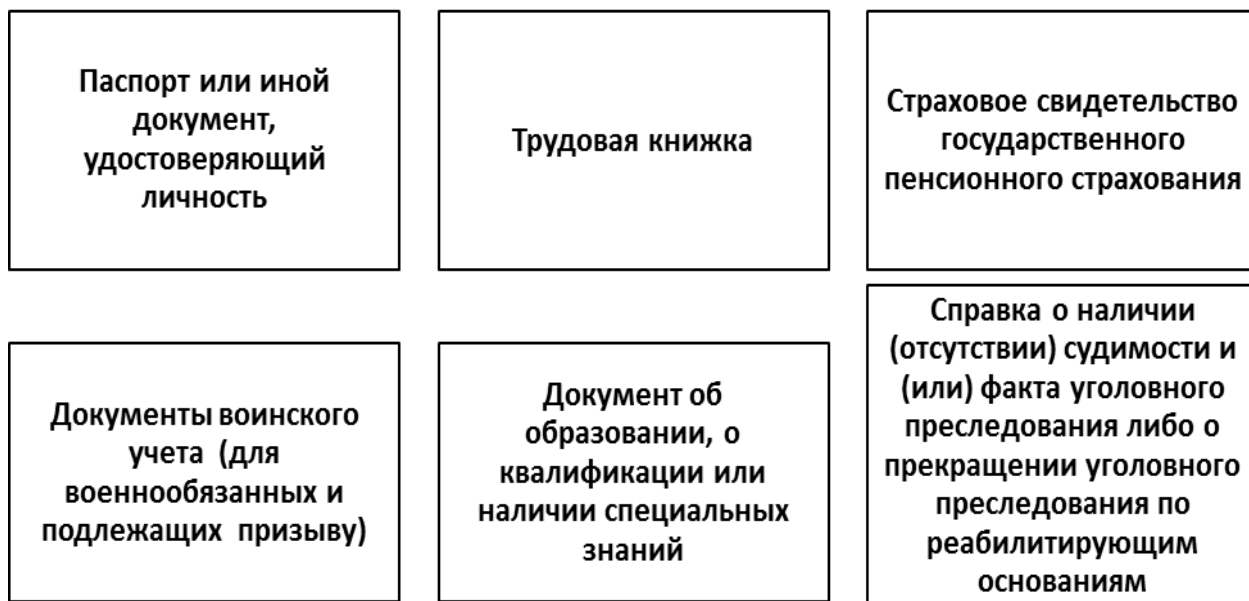 Паспорт или иной
документ,
удостоверяющий
личность
Трудовая книжка
Страховое свидетельство
государственного
пенсионного страхования
Документы воинского
учета (для
военнообязанных и
подлежащих призыву)
Документ об
образовании, о
квалификации или
наличии специальных
знаний
Справка о наличии
(отсутствии) судимости и
(или) факта уголовного
преследования либо о
прекращении уголовного
преследования по
реабилитирующим
основаниям